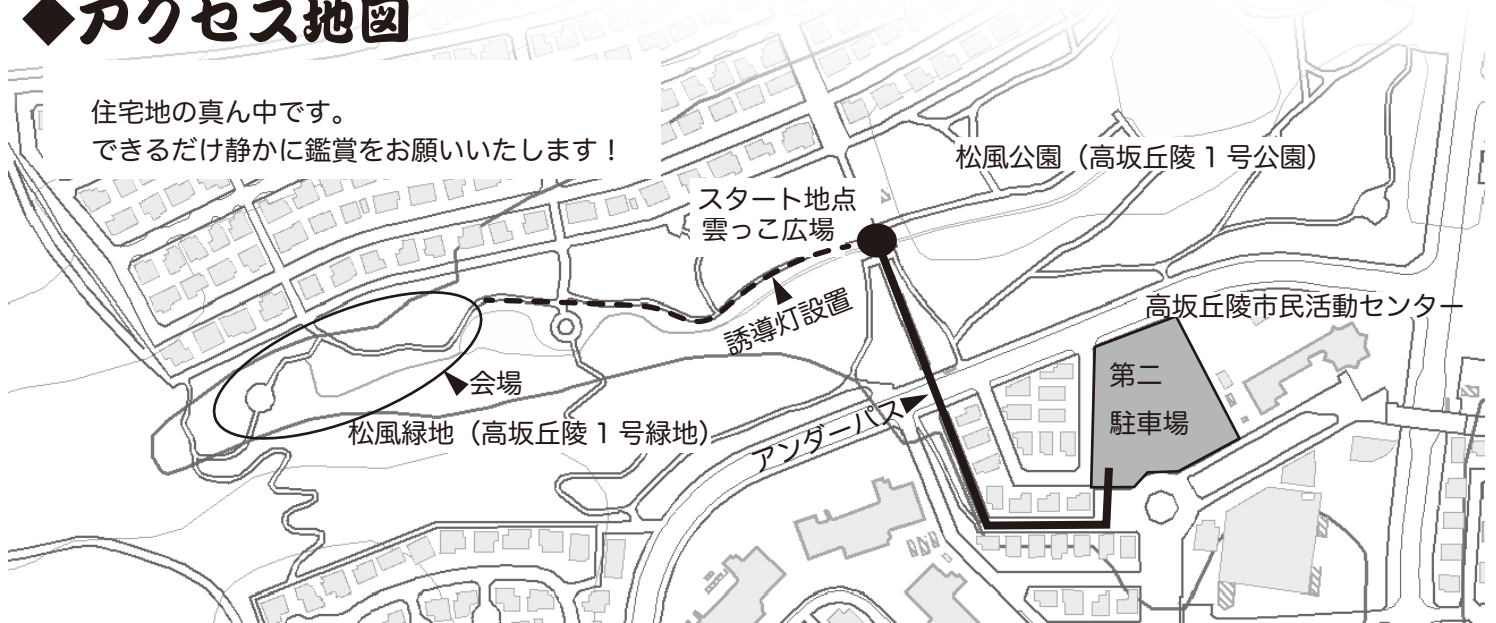 ◆アクセス地図
住宅地の真ん中です。
できるだけ静かに鑑賞をお願いいたします！
松風公園（高坂丘陵１号公園）
スタート地点
雲っこ広場
誘導灯設置
高坂丘陵市民活動センター
第二
駐車場
会場
松風緑地（高坂丘陵１号緑地）
アンダーパス